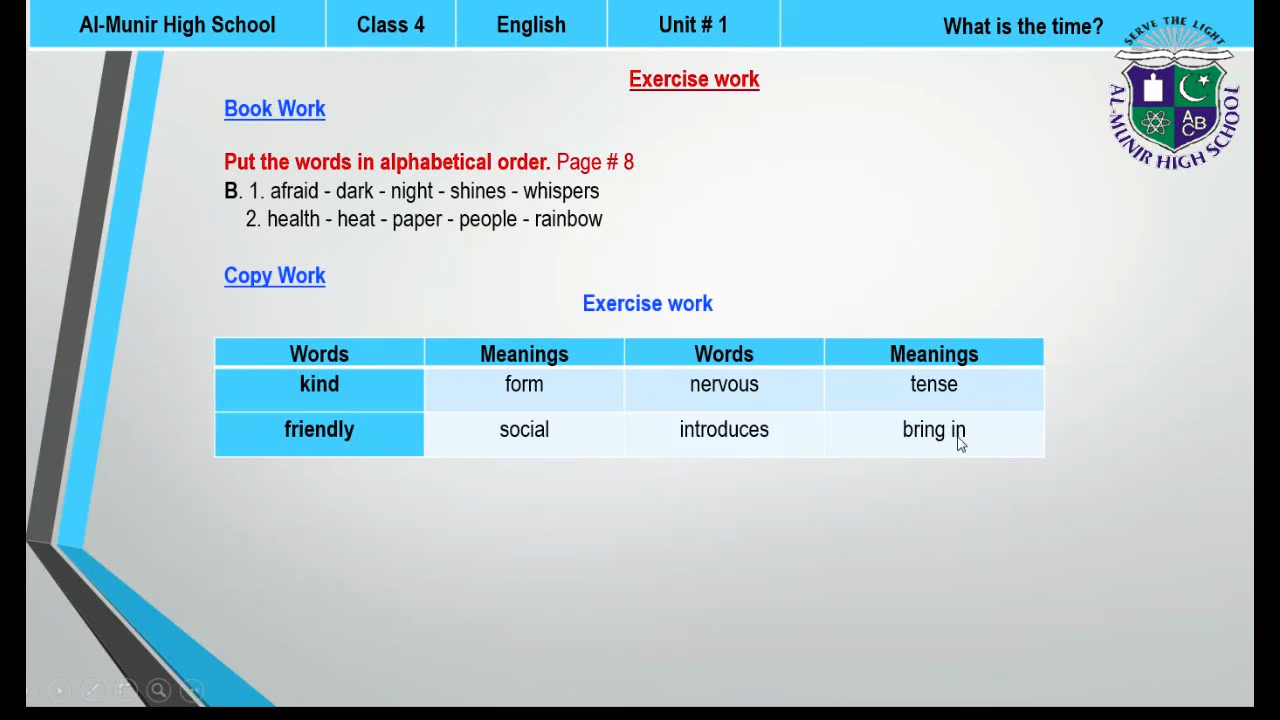 Al-Munir High School Class 4 English Unit # 1 What is the time?
SERVE THE LIGHT
A B C
AL-MUNIR HIGH SCHOOL
Exercise work
Book Work
Put the words in alphabetical order. Page # 8
B. 1. afraid - dark - night - shines - whispers
2. health - heat - paper - people - rainbow
Copy Work
Exercise work
Words Meanings Words Meanings
kind form nervous tense
friendly social introduces bring in